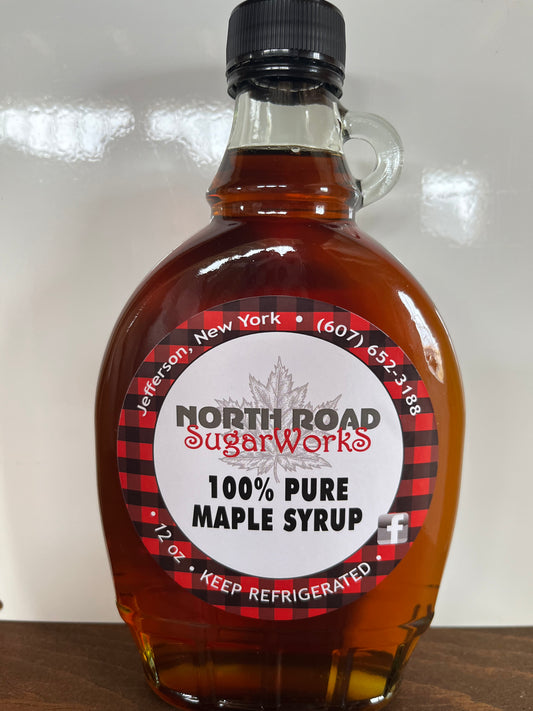 Jefferson, New York • (607) 652-3188
NORTH ROAD
SugarWorkS
100% PURE
MAPLE SYRUP
f
• 12 oz • KEEP REFRIGERATED •